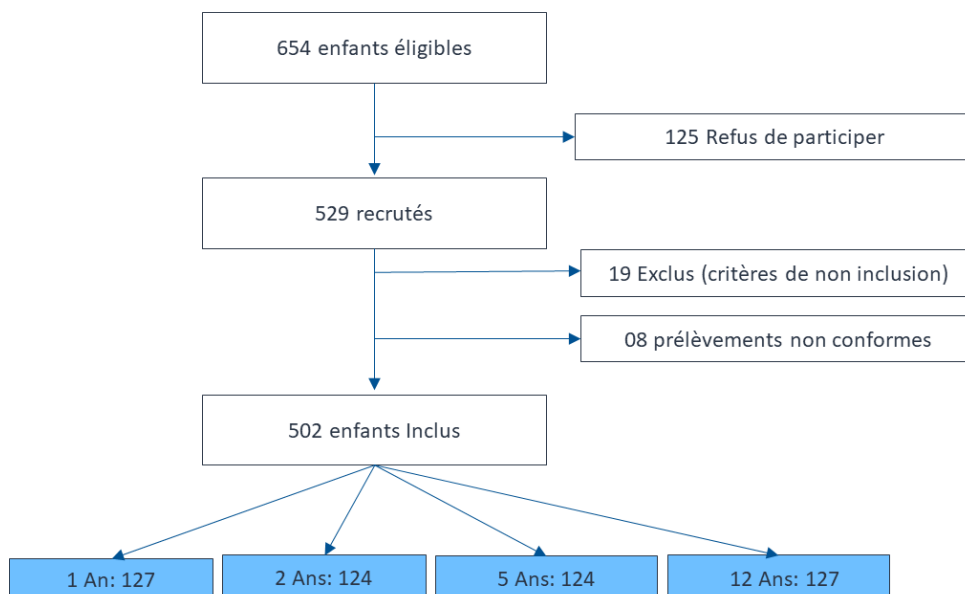 654 enfants éligibles
125 Refus de participer
529 recrutés
19 Exclus (critères de non inclusion)
08 prélèvements non conformes
502 enfants Inclus
1 An: 127
2 Ans: 124
5 Ans: 124
12 Ans: 127